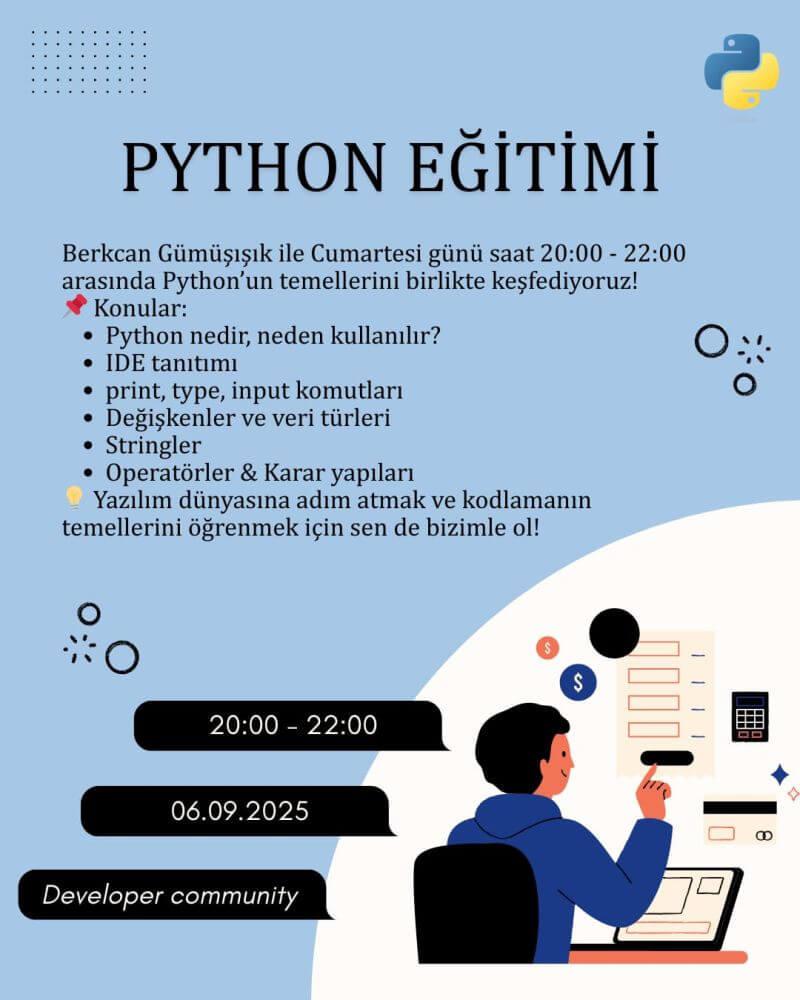 PYTHON EĞİTİMİ
Berkcan Gümüşışık ile Cumartesi günü saat 20:00 - 22:00
arasında Python’un temellerini birlikte keşfediyoruz!
📌 Konular:
• Python nedir, neden kullanılır?
• IDE tanıtımı
• print, type, input komutları
• Değişkenler ve veri türleri
• Stringler
• Operatörler & Karar yapıları
💡 Yazılım dünyasına adım atmak ve kodlamanın
temellerini öğrenmek için sen de bizimle ol!
$
$
20:00 - 22:00
06.09.2025
Developer community